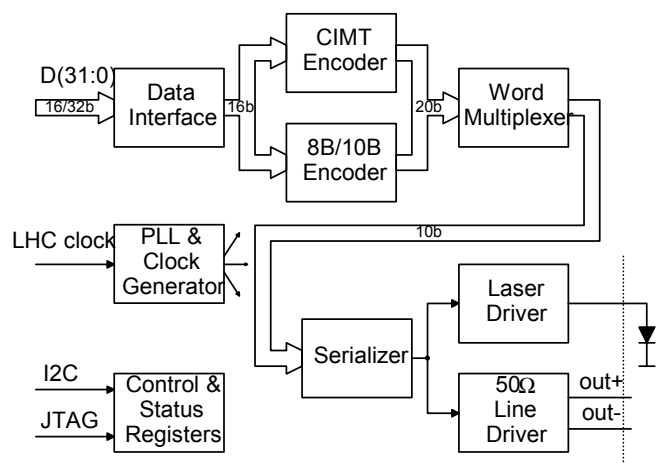 D(31:0)
16/32b
Data
Interface
16b
CIMT
Encoder
8B/10B
Encoder
20b
Word
Multiplexer
10b
LHC clock
PLL &
Clock
Generator
Serializer
Laser
Driver
50Ω
Line
Driver
out+
out-
I2C
JTAG
Control &
Status
Registers